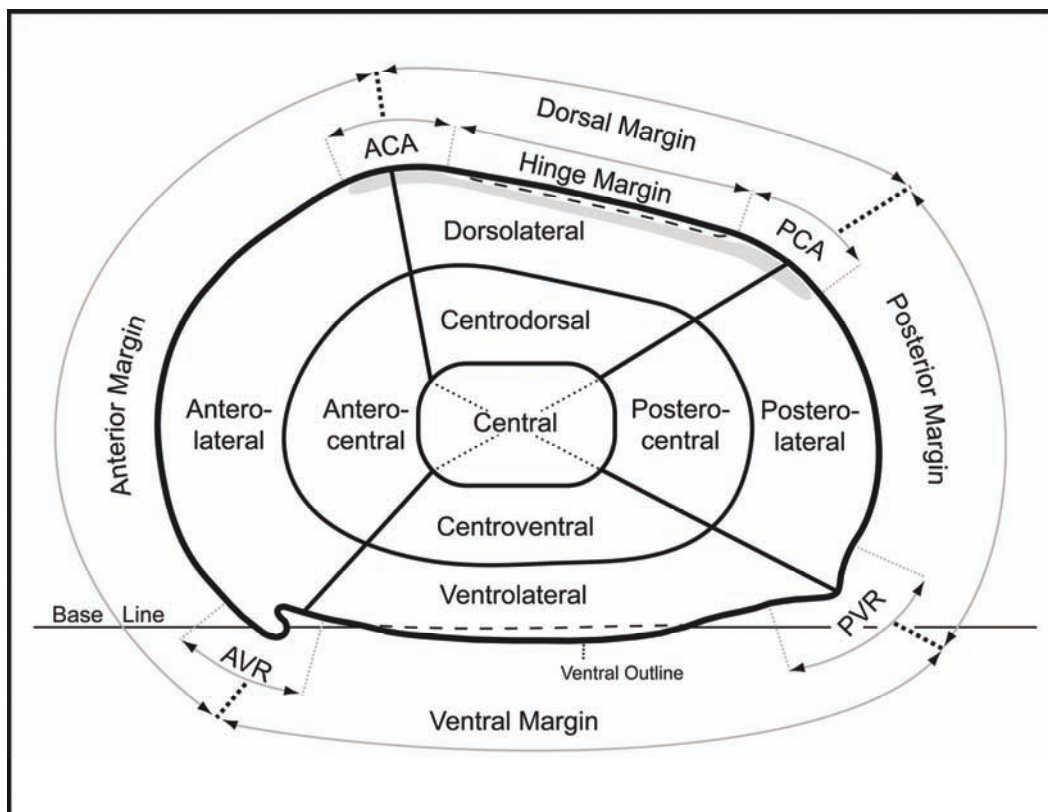 Dorsal Margin
ACA
Hinge Margin
PCA
Dorsolateral
Centrodorsal
Anterior Margin
Posterior Margin
Antero-
lateral
Antero-
central
Central
Postero-
central
Postero-
lateral
Centroventral
Ventrolateral
Base Line
AVR
PVR
Ventral Outline
Ventral Margin